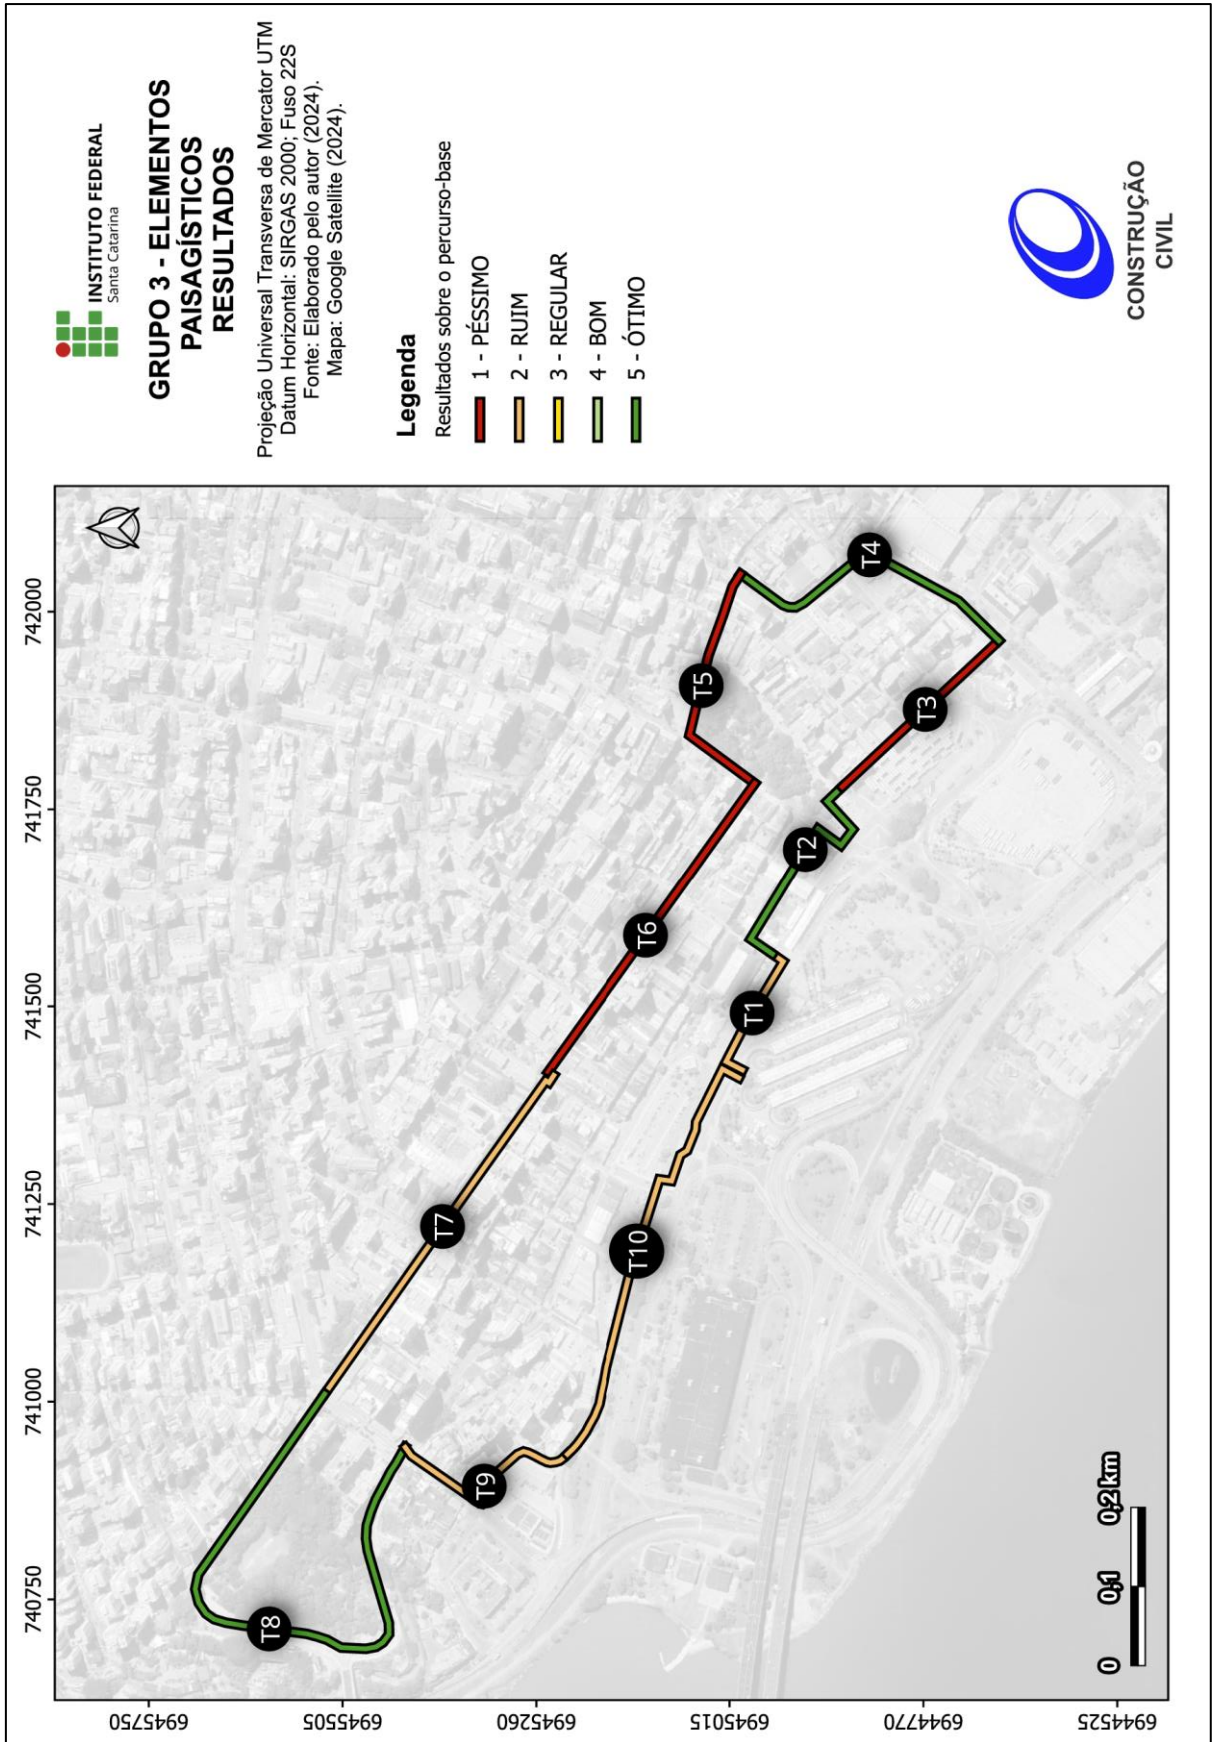 INSTITUTO FEDERAL
Santa Catarina
GRUPO 3 - ELEMENTOS
PAISAGÍSTICOS
RESULTADOS
Projeção Universal Transversa de Mercator UTM
Datum Horizontal: SIRGAS 2000; Fuso 22S
Fonte: Elaborado pelo autor (2024).
Mapa: Google Satellite (2024).
Legenda
Resultados sobre o percurso-base
1 - PÉSSIMO
2 - RUIM
3 - REGULAR
4 - BOM
5 - ÓTIMO
CONSTRUÇÃO
CIVIL
740750
741000
741250
741500
741750
742000
6945750
6945505
6945260
6945015
6944770
6944525
T8
T7
T9
T6
T10
T5
T1
T2
T4
T3
0
0,1
0,2 km